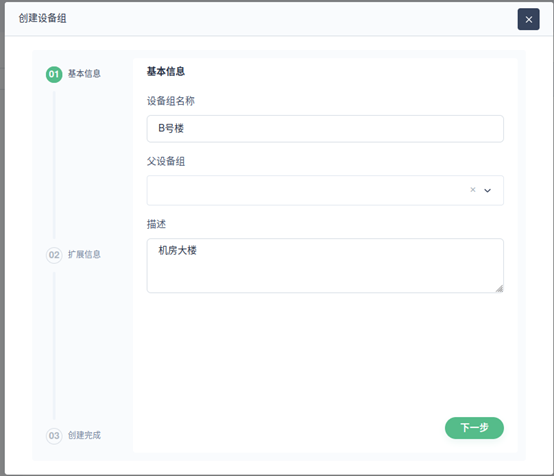 创建设备组
×
01 基本信息
基本信息
设备组名称
B号楼
父设备组
×
描述
机房大楼
02 扩展信息
下一步
03 创建完成